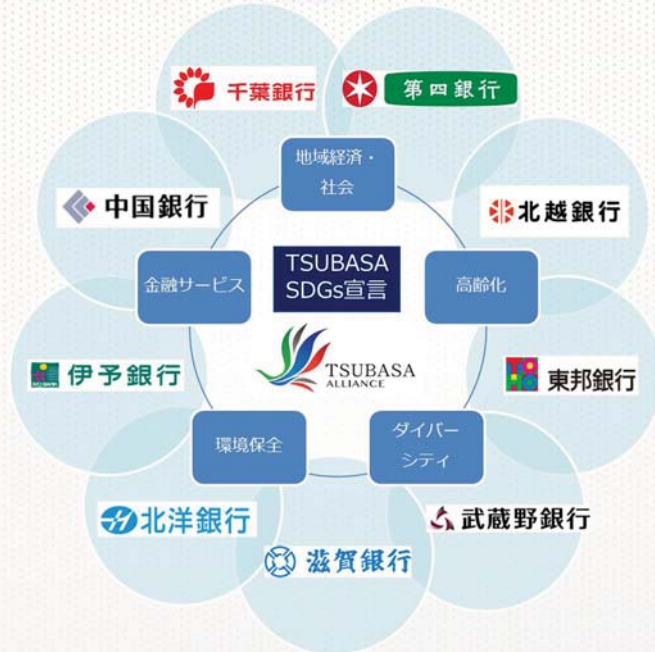 千葉銀行
第四銀行
地域経済・
社会
中国銀行
北越銀行
TSUBASA
SDGs宣言
金融サービス
高齢化
TSUBASA
ALLIANCE
伊予銀行
東邦銀行
環境保全
ダイバー
シティ
北洋銀行
武蔵野銀行
滋賀銀行